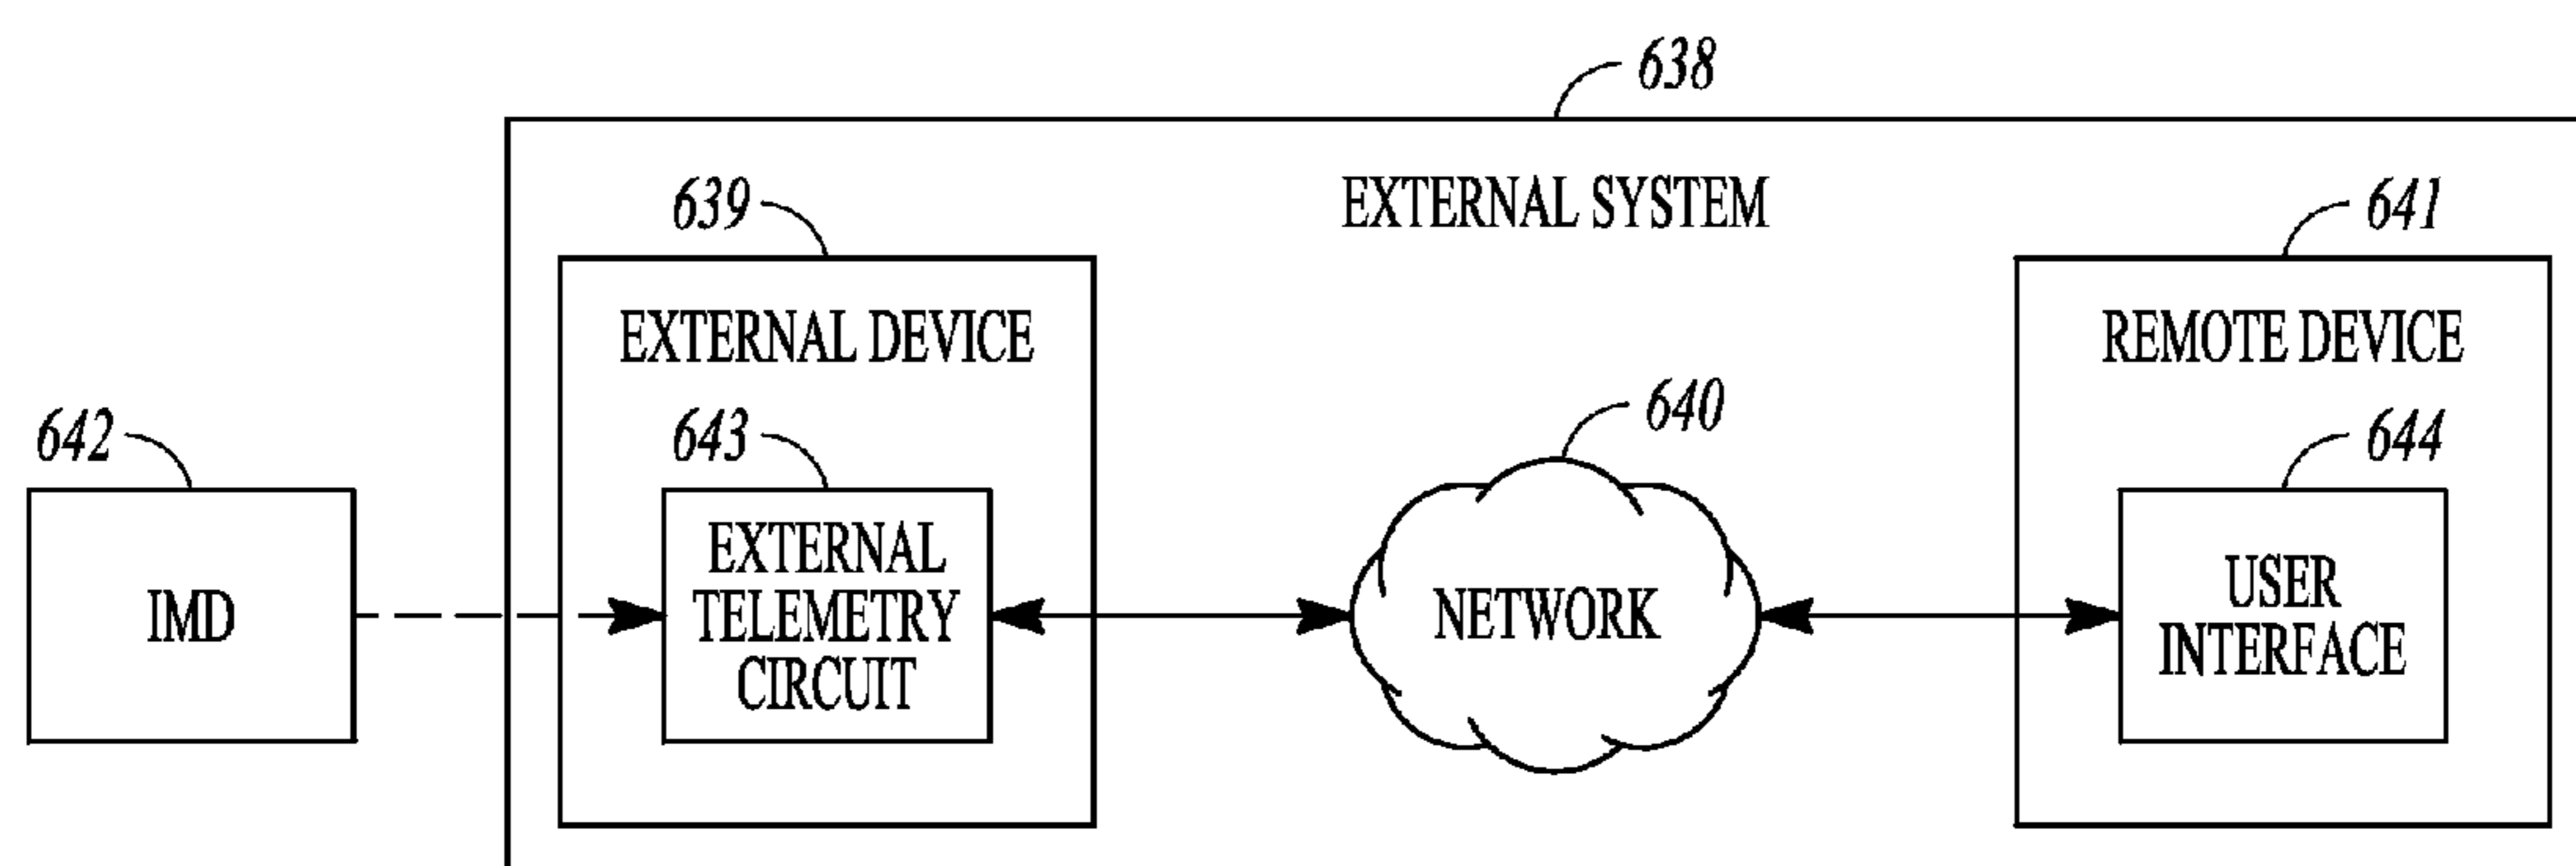 638
EXTERNAL SYSTEM
639
641
EXTERNAL DEVICE
REMOTE DEVICE
642
643
640
644
IMD
EXTERNAL
TELEMETRY
CIRCUIT
NETWORK
USER
INTERFACE